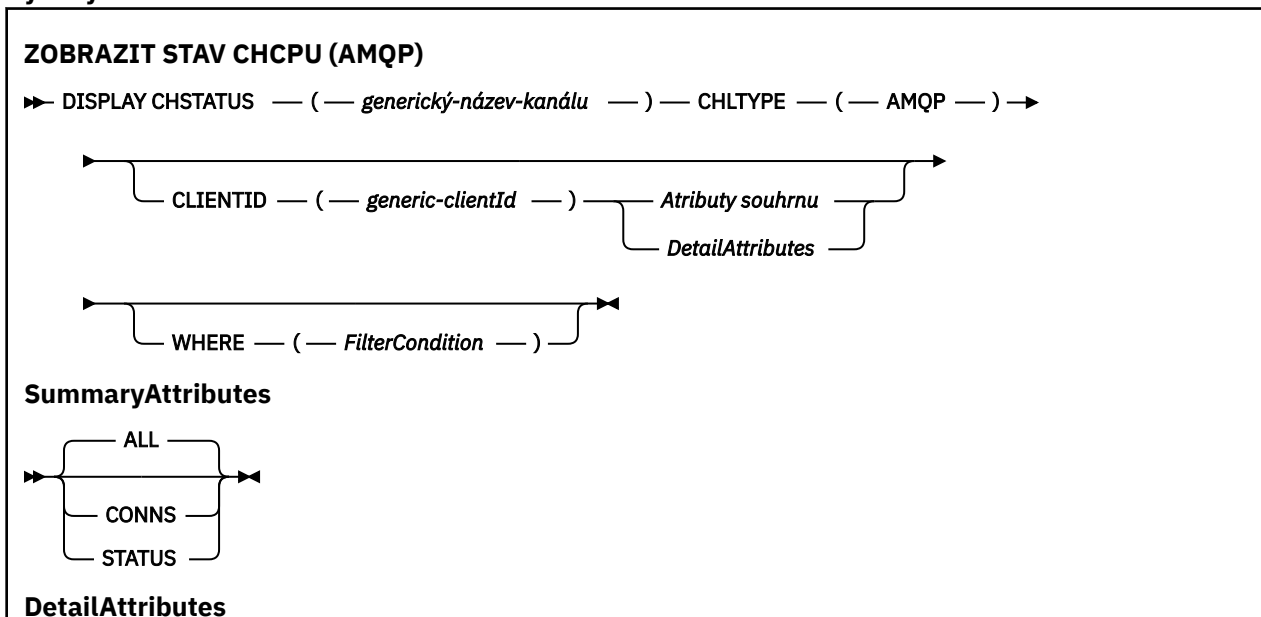 ZOBRAZIT STAV CHCPU (AMQP)
DISPLAY CHSTATUS ( generický-název-kanálu ) CHLTYPE ( AMQP )
CLIENTID ( generic-clientId ) Atributy souhrnu
DetailAttributes
WHERE ( FilterCondition )
SummaryAttributes
ALL
CONNS
STATUS
DetailAttributes